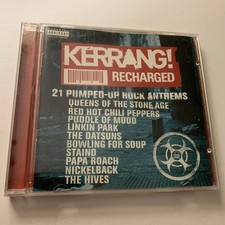 KERRANG!
RECHARGED
21 PUMPED-UP ROCK ANTHEMS
QUEENS OF THE STONE AGE
RED HOT CHILI PEPPERS
PUDDLE OF MUDD
LINKIN PARK
THE DATSUNS
BOWLING FOR SOUP
STAIND
PAPA ROACH
NICKELBACK
THE HIVES